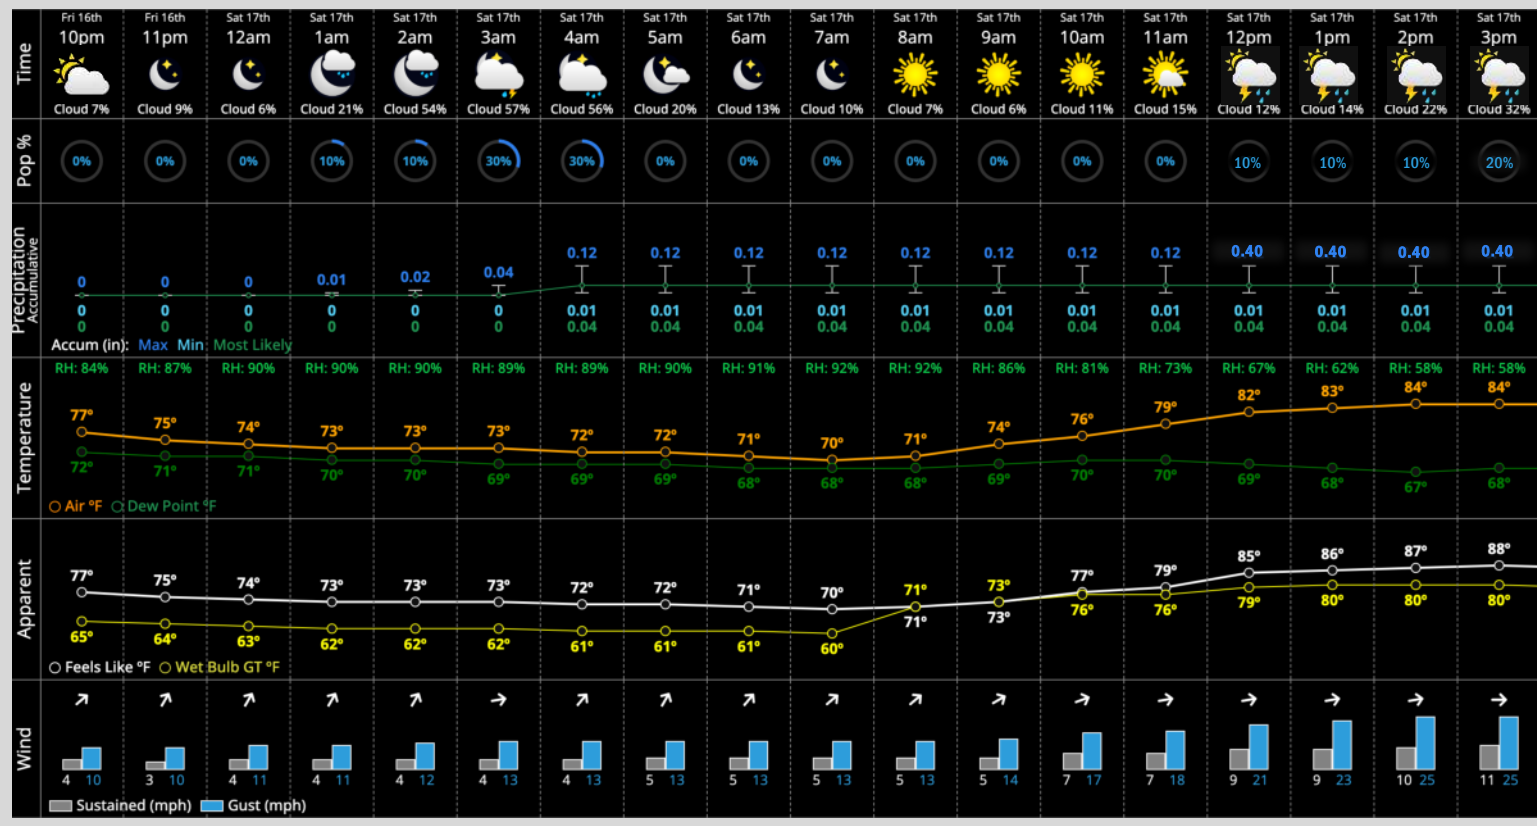 Time
Fri 16th Fri 16th Sat 17th Sat 17th Sat 17th Sat 17th Sat 17th Sat 17th Sat 17th Sat 17th Sat 17th Sat 17th Sat 17th Sat 17th Sat 17th Sat 17th Sat 17th Sat 17th
10pm 11pm 12am 1am 2am 3am 4am 5am 6am 7am 8am 9am 10am 11am 12pm 1pm 2pm 3pm
Cloud 7% Cloud 9% Cloud 6% Cloud 21% Cloud 54% Cloud 57% Cloud 56% Cloud 20% Cloud 13% Cloud 10% Cloud 7% Cloud 6% Cloud 11% Cloud 15% Cloud 12% Cloud 14% Cloud 22% Cloud 32%
Pop %
0% 0% 0% 10% 10% 30% 30% 0% 0% 0% 0% 0% 0% 0% 10% 10% 10% 20%
Precipitation
Accumulative
0 0 0 0.01 0.02 0.04 0.12 0.12 0.12 0.12 0.12 0.12 0.12 0.12 0.40 0.40 0.40 0.40
0 0 0 0 0 0 0.01 0.01 0.01 0.01 0.01 0.01 0.01 0.01 0.01 0.01 0.01 0.01
0 0 0 0 0 0 0.04 0.04 0.04 0.04 0.04 0.04 0.04 0.04 0.04 0.04 0.04 0.04
Accum (in): Max Min Most Likely
Temperature
RH: 84% RH: 87% RH: 90% RH: 90% RH: 90% RH: 89% RH: 89% RH: 90% RH: 91% RH: 92% RH: 92% RH: 86% RH: 81% RH: 73% RH: 67% RH: 62% RH: 58% RH: 58%
77° 75° 74° 73° 73° 73° 72° 72° 71° 70° 71° 74° 76° 79° 82° 83° 84° 84°
72° 71° 71° 70° 70° 69° 69° 69° 68° 68° 68° 69° 70° 70° 69° 68° 67° 68°
Air °F Dew Point °F
Apparent
77° 75° 74° 73° 73° 73° 72° 72° 71° 70° 71° 73° 77° 79° 85° 86° 87° 88°
65° 64° 63° 62° 62° 62° 61° 61° 61° 60° 71° 73° 76° 76° 79° 80° 80° 80°
Feels Like °F Wet Bulb GT °F
Wind
4 10 3 10 4 11 4 11 4 12 4 13 4 13 5 13 5 13 5 13 5 13 5 14 7 17 7 18 9 21 9 23 10 25 11 25
Sustained (mph) Gust (mph)